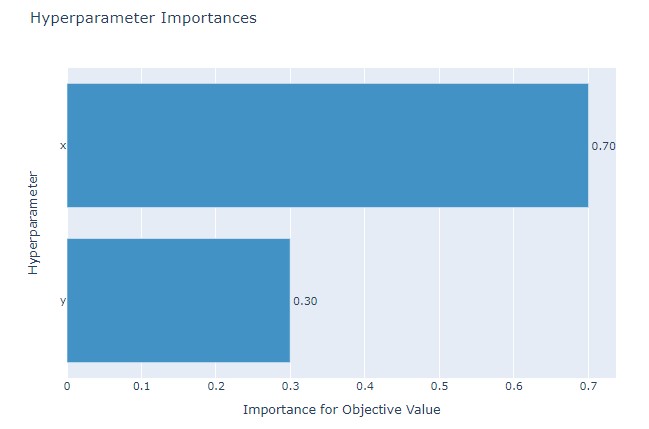 Hyperparameter Importances
x
0.70
Hyperparameter
y
0.30
0 0.1 0.2 0.3 0.4 0.5 0.6 0.7
Importance for Objective Value